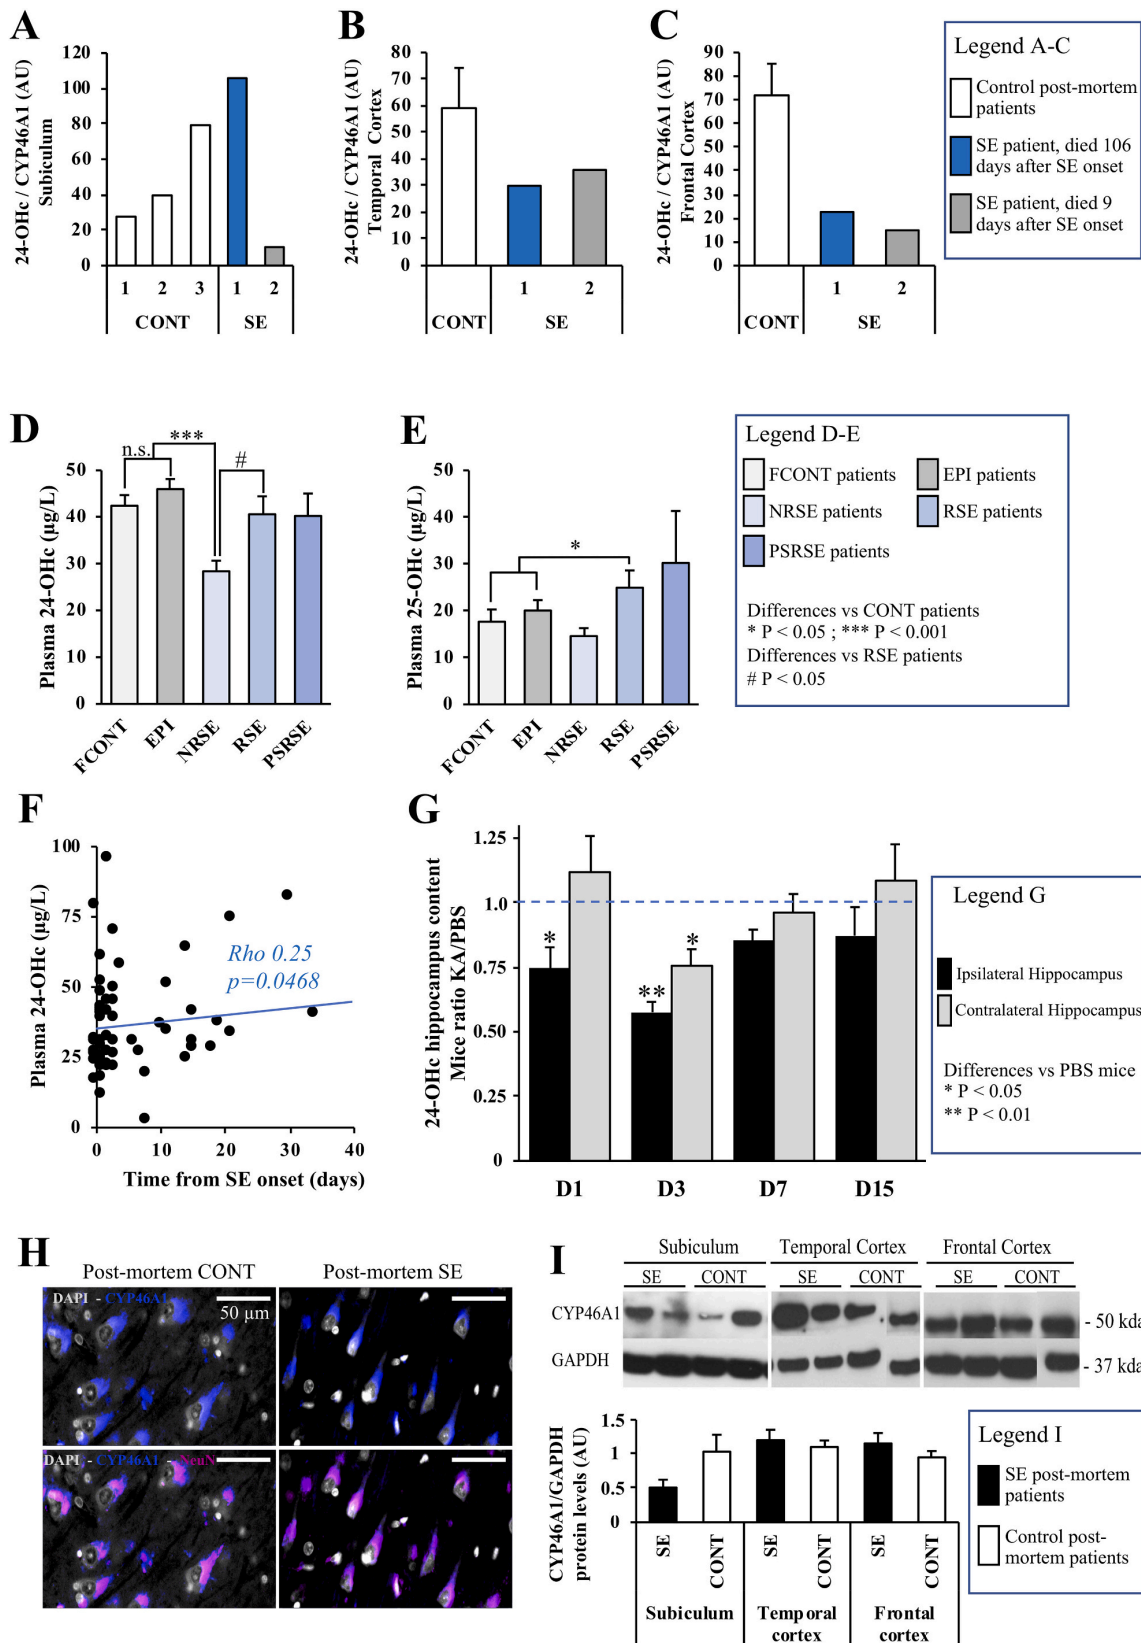 A
24-OHc / CYP46A1 (AU)
Subiculum
120
100
80
60
40
20
0
1 2 3 1 2
CONT SE
B
24-OHc / CYP46A1 (AU)
Temporal Cortex
80
70
60
50
40
30
20
10
0
1 2
CONT SE
C
24-OHc / CYP46A1 (AU)
Frontal Cortex
90
80
70
60
50
40
30
20
10
0
1 2
CONT SE
Legend A-C
Control post-mortem
patients
SE patient, died 106
days after SE onset
SE patient, died 9
days after SE onset
D
Plasma 24-OHc (µg/L)
50
40
30
20
10
0
n.s.
***
#
FCONT
EPI
NRSE
RSE
PSRSE
E
Plasma 25-OHc (µg/L)
50
40
30
20
10
0
*
FCONT
EPI
NRSE
RSE
PSRSE
Legend D-E
FCONT patients
EPI patients
NRSE patients
RSE patients
PSRSE patients
Differences vs CONT patients
* P < 0.05 ; *** P < 0.001
Differences vs RSE patients
# P < 0.05
F
Plasma 24-OHc (µg/L)
100
75
50
25
0
Rho 0.25
p=0.0468
0 10 20 30 40
Time from SE onset (days)
G
24-OHc hippocampus content
Mice ratio KA/PBS
1.25
1.0
0.75
0.50
0.25
0
*
**
*
D1 D3 D7 D15
Legend G
Ipsilateral Hippocampus
Contralateral Hippocampus
Differences vs PBS mice
* P < 0.05
** P < 0.01
H
Post-mortem CONT
Post-mortem SE
DAPI - CYP46A1
50 µm
DAPI - CYP46A1 - NeuN
I
Subiculum Temporal Cortex Frontal Cortex
SE CONT SE CONT SE CONT
CYP46A1
- 50 kda
GAPDH
- 37 kda
CYP46A1/GAPDH
protein levels (AU)
1.5
1
0.5
0
SE
CONT
SE
CONT
SE
CONT
Subiculum
Temporal
cortex
Frontal
cortex
Legend I
SE post-mortem
patients
Control post-
mortem patients